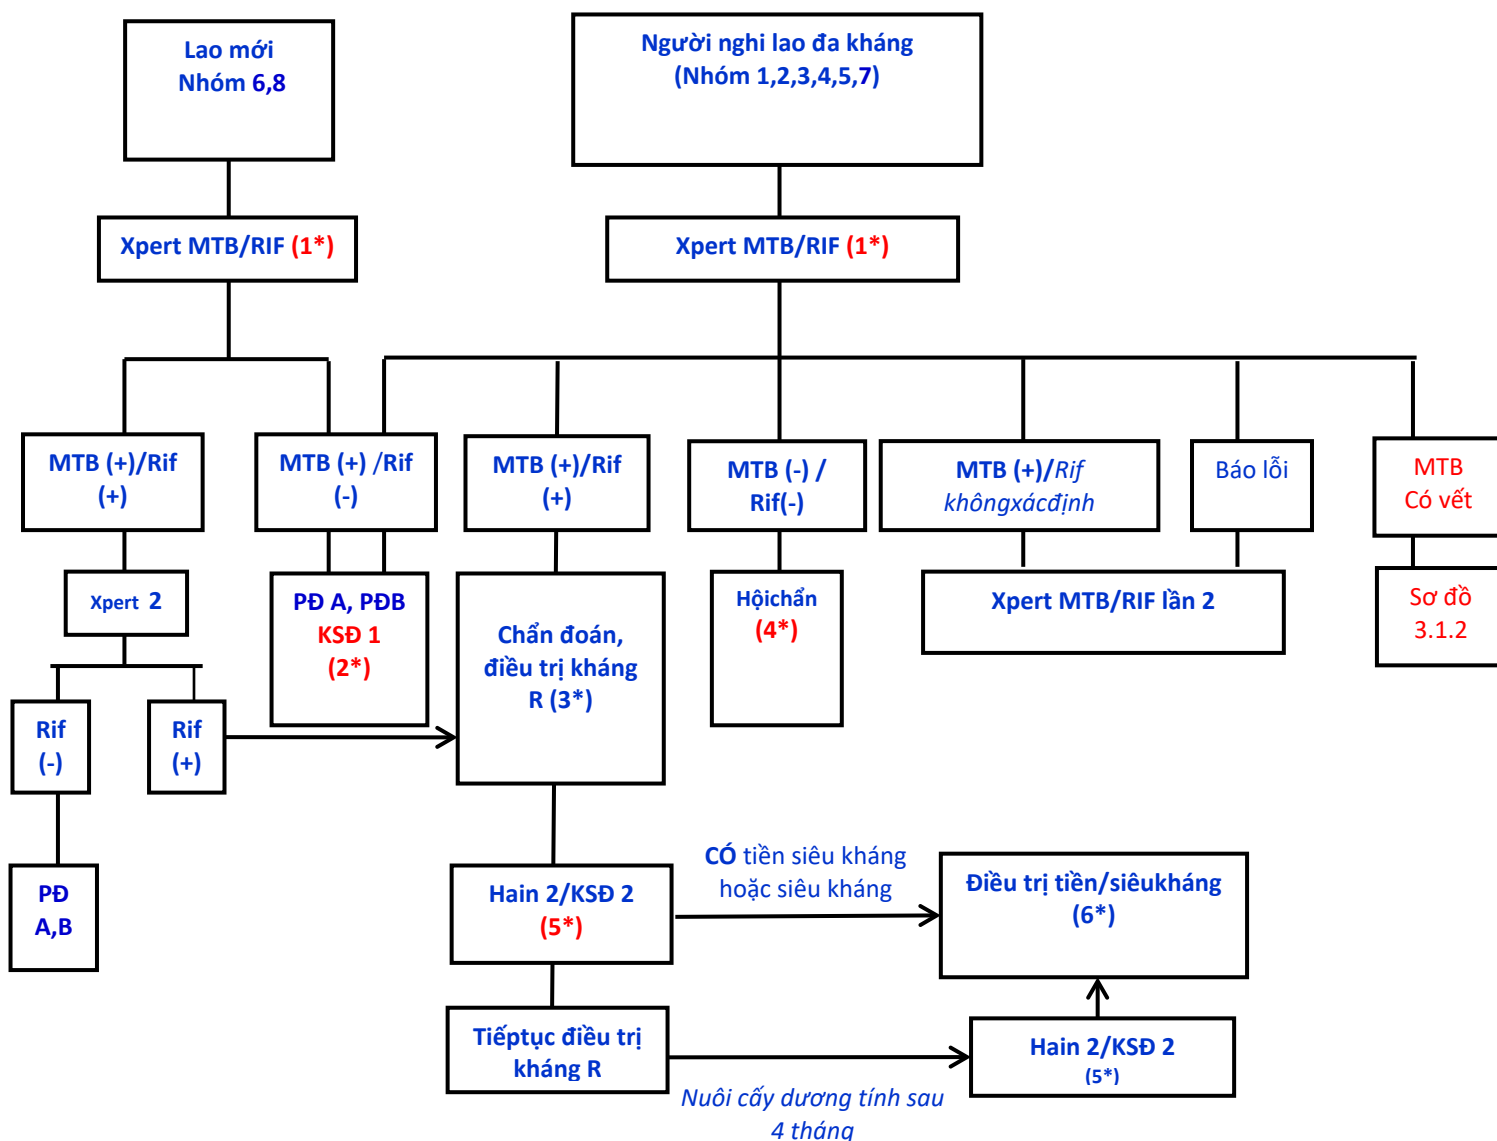 Lao mới
Nhóm 6,8
Người nghi lao đa kháng
(Nhóm 1,2,3,4,5,7)
Xpert MTB/RIF (1*)
Xpert MTB/RIF (1*)
MTB (+)/Rif
(+)
MTB (+) /Rif
(-)
MTB (+)/Rif
(+)
MTB (-) /
Rif(-)
MTB (+)/Rif
khôngxácđịnh
Báo lỗi
MTB
Có vết
Xpert 2
PĐ A, PĐB
KSĐ 1
(2*)
Chẩn đoán,
điều trị kháng
R (3*)
Hộichẩn
(4*)
Xpert MTB/RIF lần 2
Sơ đồ
3.1.2
Rif
(-)
Rif
(+)
PĐ
A,B
Hain 2/KSĐ 2
(5*)
CÓ tiền siêu kháng
hoặc siêu kháng
Điều trị tiền/siêukháng
(6*)
Tiếptục điều trị
kháng R
Nuôi cấy dương tính sau
4 tháng
Hain 2/KSĐ 2
(5*)